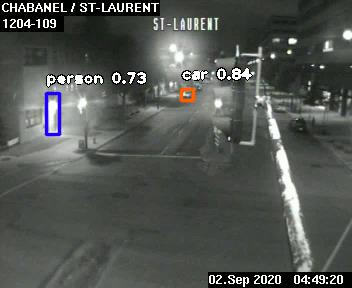 CHABANEL / ST-LAURENT
1204-109
ST-LAURENT
person 0.73
car 0.84
02.Sep 2020 04:49:20